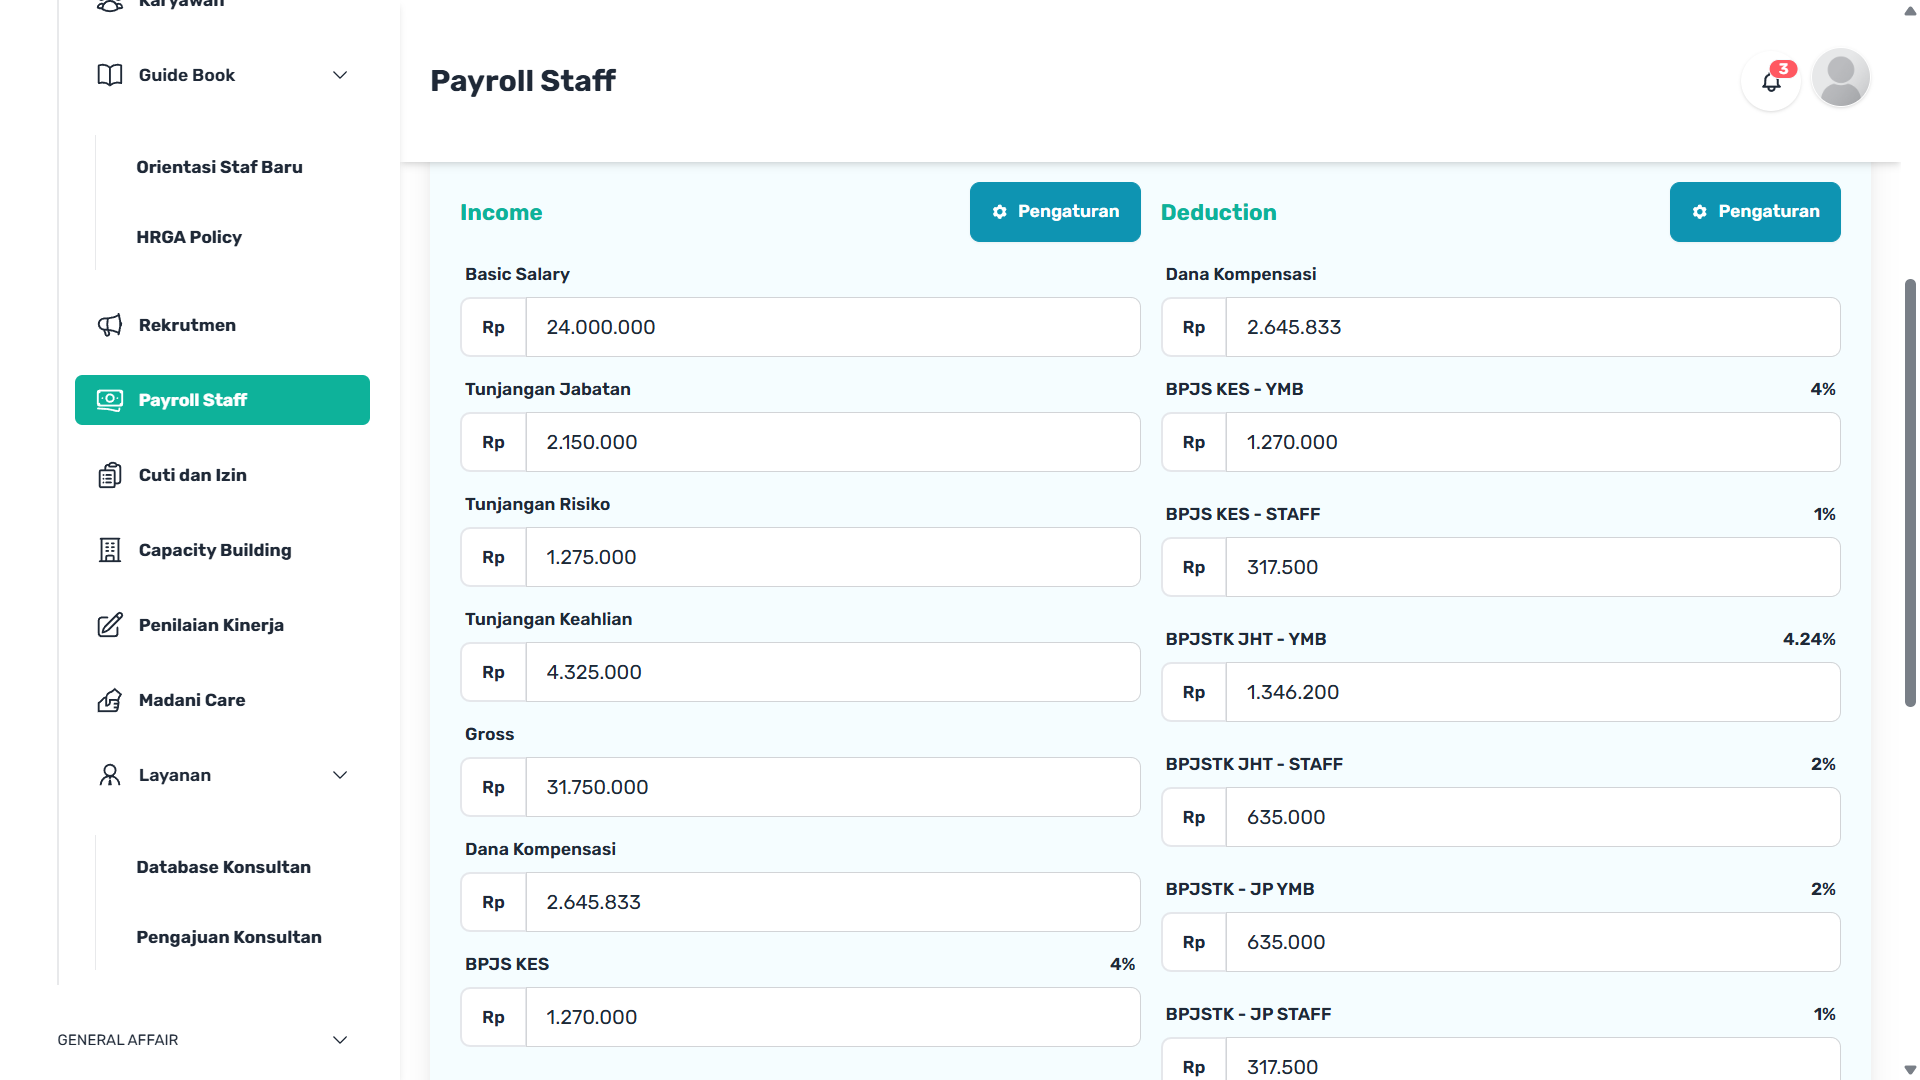 Karyawan
Guide Book
Orientasi Staf Baru
HRGA Policy
Rekrutmen
Payroll Staff
Cuti dan Izin
Capacity Building
Penilaian Kinerja
Madani Care
Layanan
Database Konsultan
Pengajuan Konsultan
GENERAL AFFAIR
Payroll Staff
3
Income
Pengaturan
Basic Salary
Rp 24.000.000
Tunjangan Jabatan
Rp 2.150.000
Tunjangan Risiko
Rp 1.275.000
Tunjangan Keahlian
Rp 4.325.000
Gross
Rp 31.750.000
Dana Kompensasi
Rp 2.645.833
BPJS KES 4%
Rp 1.270.000
Deduction
Pengaturan
Dana Kompensasi
Rp 2.645.833
BPJS KES - YMB 4%
Rp 1.270.000
BPJS KES - STAFF 1%
Rp 317.500
BPJSTK JHT - YMB 4.24%
Rp 1.346.200
BPJSTK JHT - STAFF 2%
Rp 635.000
BPJSTK - JP YMB 2%
Rp 635.000
BPJSTK - JP STAFF 1%
Rp 317.500